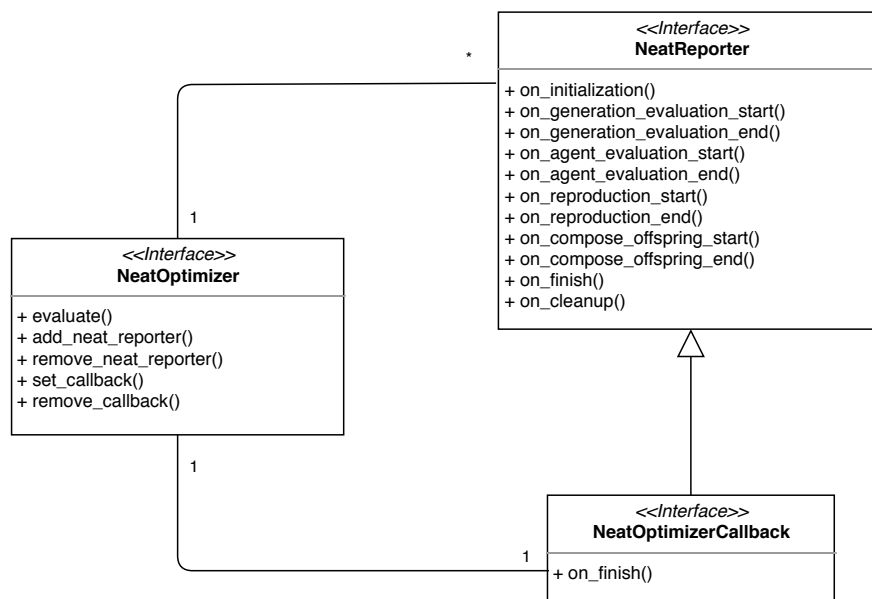 <<Interface>>
NeatReporter
+ on_initialization()
+ on_generation_evaluation_start()
+ on_generation_evaluation_end()
+ on_agent_evaluation_start()
+ on_agent_evaluation_end()
+ on_reproduction_start()
+ on_reproduction_end()
+ on_compose_offspring_start()
+ on_compose_offspring_end()
+ on_finish()
+ on_cleanup()
*
1
<<Interface>>
NeatOptimizer
+ evaluate()
+ add_neat_reporter()
+ remove_neat_reporter()
+ set_callback()
+ remove_callback()
1
1
<<Interface>>
NeatOptimizerCallback
+ on_finish()